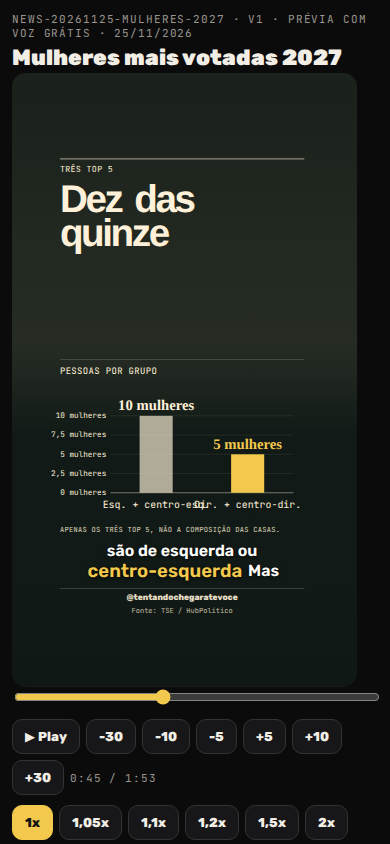 NEWS-20261125-MULHERES-2027 · V1 · PRÉVIA COM
VOZ GRÁTIS · 25/11/2026
Mulheres mais votadas 2027
TRÊS TOP 5
Dez das
quinze
PESSOAS POR GRUPO
10 mulheres
10 mulheres
7,5 mulheres
5 mulheres
5 mulheres
2,5 mulheres
0 mulheres
Esq. + centro-esq. Dir. + centro-dir.
APENAS OS TRÊS TOP 5, NÃO A COMPOSIÇÃO DAS CASAS.
são de esquerda ou
centro-esquerda Mas
@tentandochegaratevoce
Fonte: TSE / HubPolítico
▶ Play -30 -10 -5 +5 +10
+30 0:45 / 1:53
1x 1,05x 1,1x 1,2x 1,5x 2x